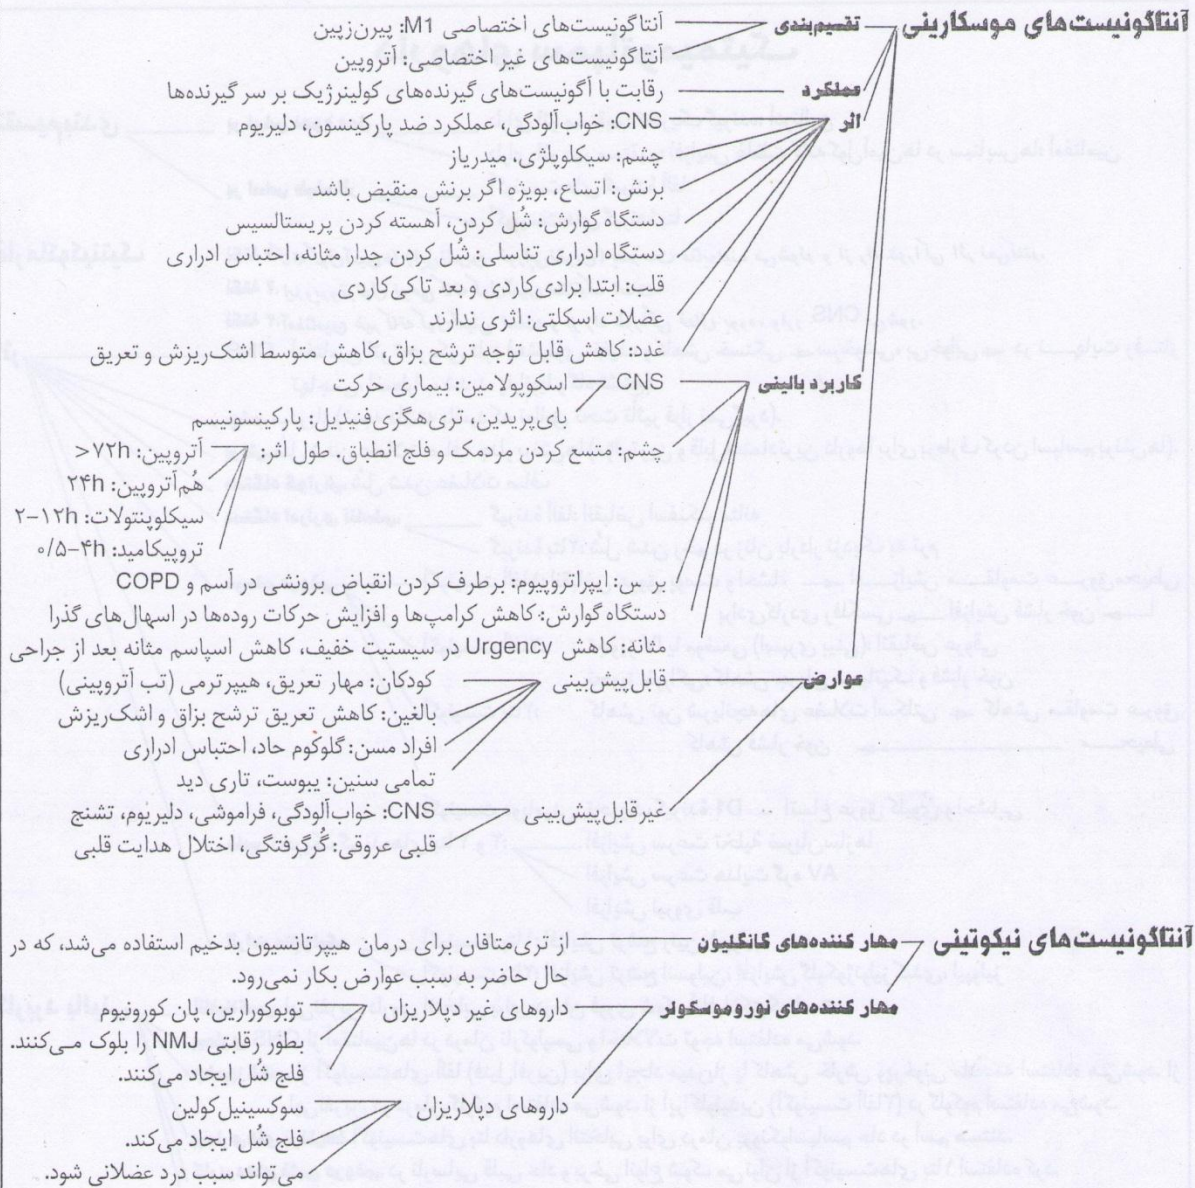 آنتاگونیست‌های موسکارینی
تقسیم‌بندی
آنتاگونیست‌های اختصاصی M1: پیرن‌زپین
آنتاگونیست‌های غیر اختصاصی: آتروپین
عملکرد
رقابت با آگونیست‌های گیرنده‌های کولینرژیک بر سر گیرنده‌ها
اثر
CNS: خواب‌آلودگی، عملکرد ضد پارکینسون، دلیریوم
چشم: سیکلوپلژی، میدریاز
برنش: اتساع، بویژه اگر برنش منقبض باشد
دستگاه گوارش: شُل کردن، آهسته کردن پریستالسیس
دستگاه ادراری تناسلی: شُل کردن جدار مثانه، احتباس ادراری
قلب: ابتدا برادی‌کاردی و بعد تاکی‌کاردی
عضلات اسکلتی: اثری ندارند
غدد: کاهش قابل توجه ترشح بزاق، کاهش متوسط اشک‌ریزش و تعریق
کاربرد بالینی
CNS: اسکوپولامین: بیماری حرکت
بای‌پریدین، تری‌هگزی‌فنیدیل: پارکینسونیسم
چشم: متسع کردن مردمک و فلج انطباق. طول اثر: آتروپین: ۷۲h<
هُم‌آتروپین: ۲۴h
سیکلوپنتولات: ۲–۱۲h
تروپیکامید: ۰/۵–۴h
تنفسی: ایپراتروپیوم: برطرف کردن انقباض برونشی در آسم و COPD
دستگاه گوارش: کاهش کرامپ‌ها و افزایش حرکات روده‌ها در اسهال‌های گذرا
مثانه: کاهش Urgency در سیستیت خفیف، کاهش اسپاسم مثانه بعد از جراحی
عوارض
قابل‌پیش‌بینی
کودکان: مهار تعریق، هیپرترمی (تب آتروپینی)
بالغین: کاهش تعریق ترشح بزاق و اشک‌ریزش
افراد مسن: گلوکوم حاد، احتباس ادراری
تمامی سنین: یبوست، تاری دید
غیرقابل‌پیش‌بینی
CNS: خواب‌آلودگی، فراموشی، دلیریوم، تشنج
قلبی عروقی: گُرگرفتگی، اختلال هدایت قلبی
آنتاگونیست‌های نیکوتینی
مهار کننده‌های گانگلیون
از تری متافان برای درمان هیپرتانسیون بدخیم استفاده می‌شد، که در
حال حاضر به سبب عوارض بکار نمی‌رود.
مهار کننده‌های نوروموسکولر
داروهای غیر دپلاریزان
توبوکورارین، پان کورونیوم
بطور رقابتی NMJ را بلوک می‌کنند.
فلج شُل ایجاد می‌کنند.
داروهای دپلاریزان
سوکسینیل‌کولین
فلج شُل ایجاد می‌کند.
می‌تواند سبب درد عضلانی شود.